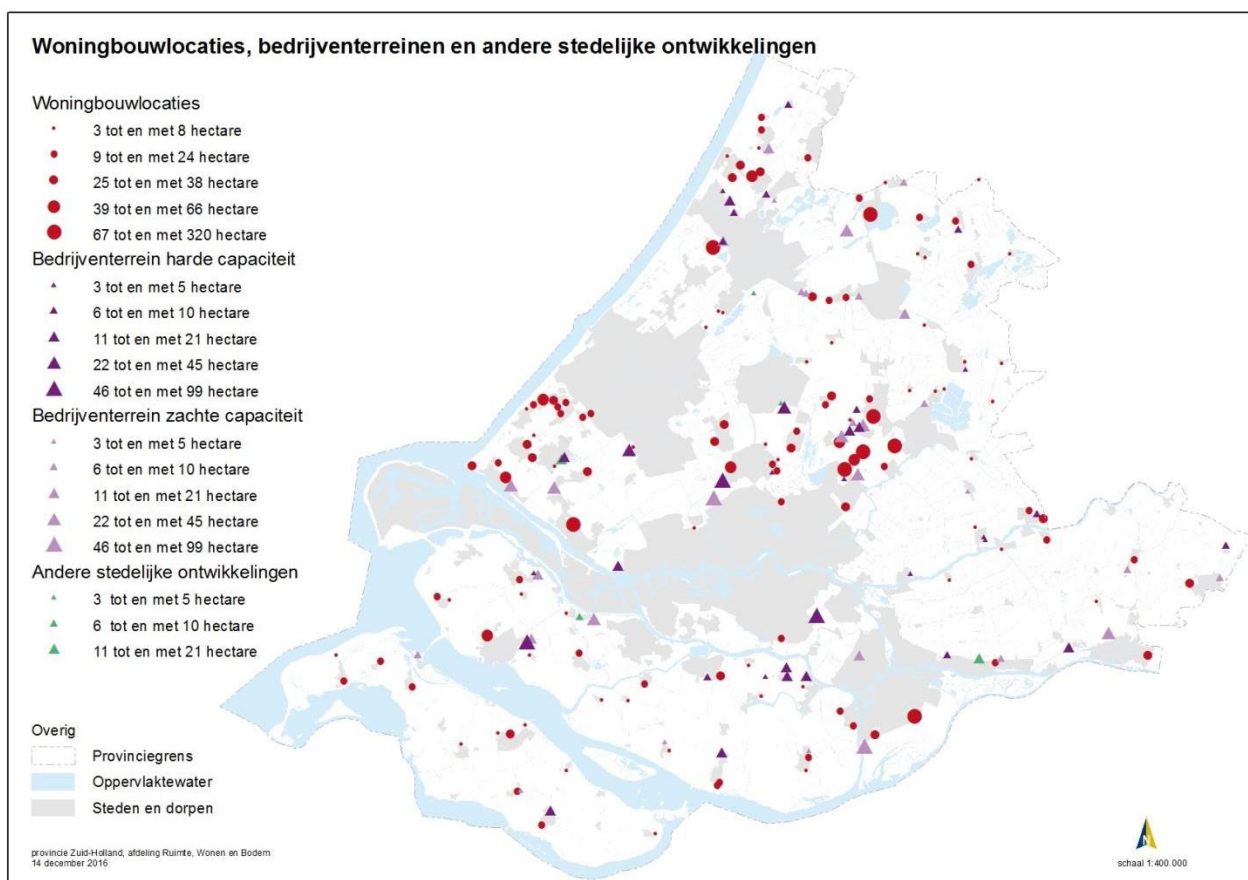 Woningbouwlocaties, bedrijventerreinen en andere stedelijke ontwikkelingen
Woningbouwlocaties
3 tot en met 8 hectare
9 tot en met 24 hectare
25 tot en met 38 hectare
39 tot en met 66 hectare
67 tot en met 320 hectare
Bedrijventerrein harde capaciteit
3 tot en met 5 hectare
6 tot en met 10 hectare
11 tot en met 21 hectare
22 tot en met 45 hectare
46 tot en met 99 hectare
Bedrijventerrein zachte capaciteit
3 tot en met 5 hectare
6 tot en met 10 hectare
11 tot en met 21 hectare
22 tot en met 45 hectare
46 tot en met 99 hectare
Andere stedelijke ontwikkelingen
3 tot en met 5 hectare
6 tot en met 10 hectare
11 tot en met 21 hectare
Overig
Provinciegrens
Oppervlaktewater
Steden en dorpen
provincie Zuid-Holland, afdeling Ruimte, Wonen en Bodem
14 december 2016
N
schaal 1:400.000